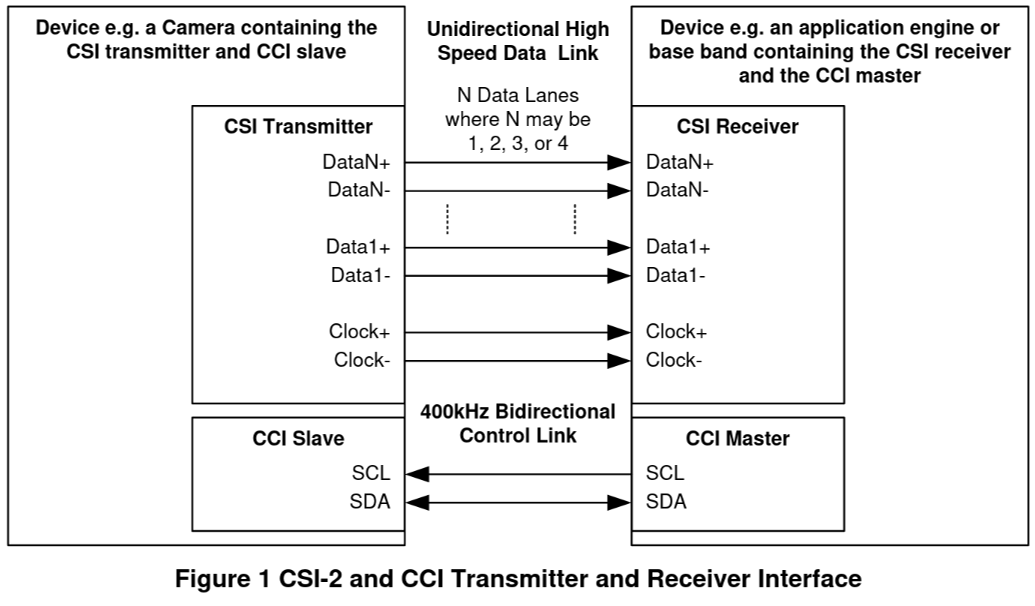 Device e.g. a Camera containing the
CSI transmitter and CCI slave
Unidirectional High
Speed Data Link
N Data Lanes
where N may be
1, 2, 3, or 4
Device e.g. an application engine or
base band containing the CSI receiver
and the CCI master
CSI Transmitter
DataN+
DataN-
Data1+
Data1-
Clock+
Clock-
CSI Receiver
DataN+
DataN-
Data1+
Data1-
Clock+
Clock-
400kHz Bidirectional
Control Link
CCI Slave
SCL
SDA
CCI Master
SCL
SDA
Figure 1 CSI-2 and CCI Transmitter and Receiver Interface